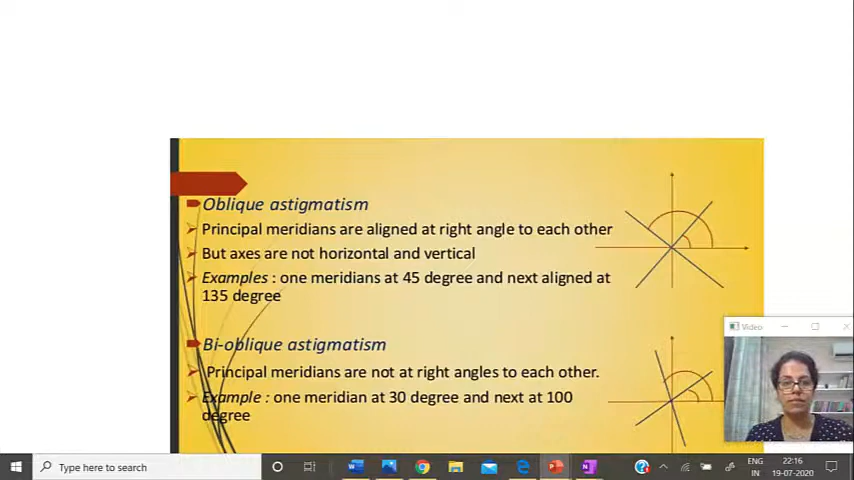 Oblique astigmatism
Principal meridians are aligned at right angle to each other
But axes are not horizontal and vertical
Examples : one meridians at 45 degree and next aligned at
135 degree
Bi-oblique astigmatism
Principal meridians are not at right angles to each other.
Example : one meridian at 30 degree and next at 100
degree
Video
Type here to search
ENG
IN
22:16
19-07-2020